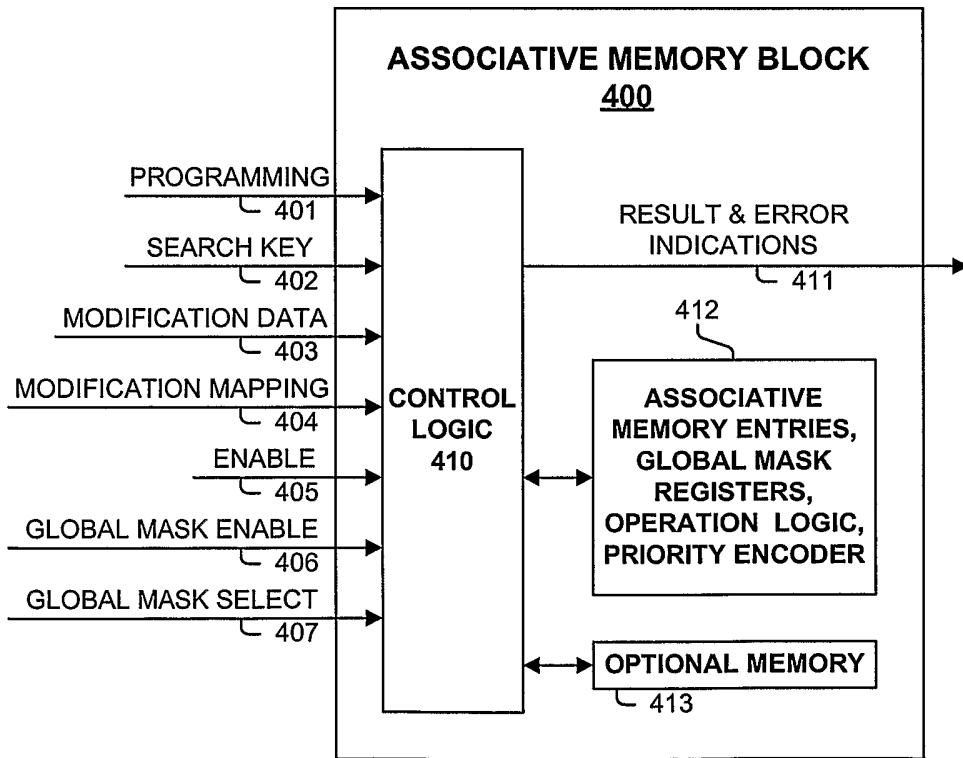 ASSOCIATIVE MEMORY BLOCK
400
PROGRAMMING
401
SEARCH KEY
402
MODIFICATION DATA
403
MODIFICATION MAPPING
404
ENABLE
405
GLOBAL MASK ENABLE
406
GLOBAL MASK SELECT
407
CONTROL
LOGIC
410
RESULT & ERROR
INDICATIONS
411
412
ASSOCIATIVE
MEMORY ENTRIES,
GLOBAL MASK
REGISTERS,
OPERATION LOGIC,
PRIORITY ENCODER
OPTIONAL MEMORY
413